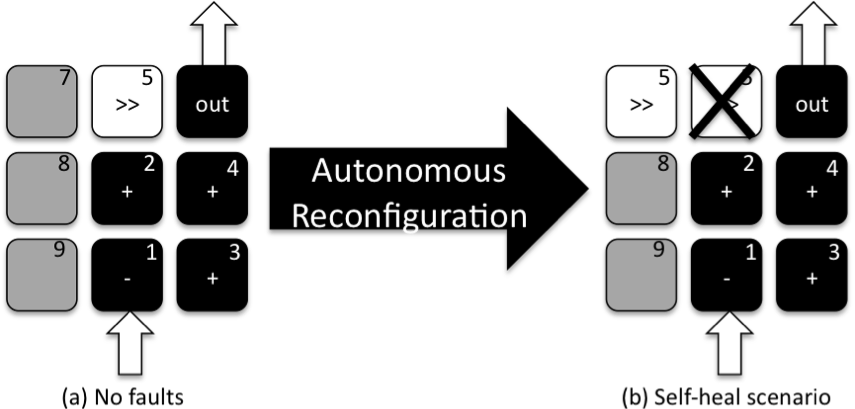 7 5
>> out
8 2 4
+ +
9 1 3
- +
Autonomous
Reconfiguration
5
>> out
8 2 4
+ +
9 1 3
- +
(a) No faults
(b) Self-heal scenario